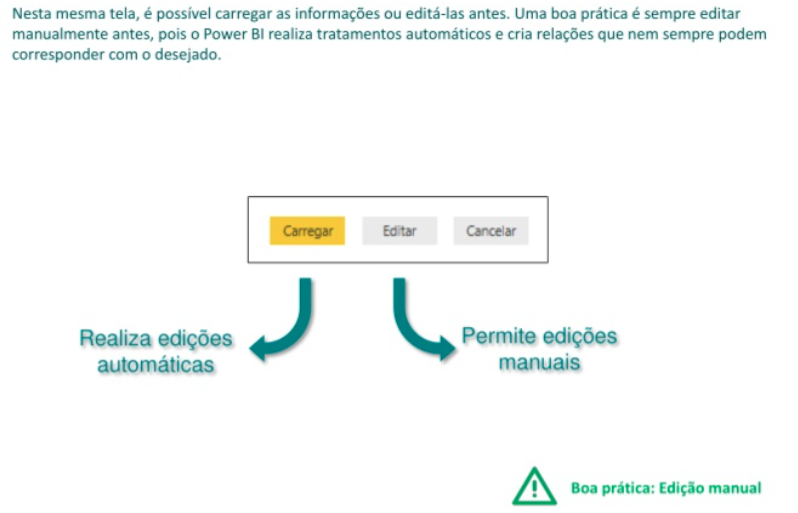 Nesta mesma tela, é possível carregar as informações ou editá-las antes. Uma boa prática é sempre editar
manualmente antes, pois o Power BI realiza tratamentos automáticos e cria relações que nem sempre podem
corresponder com o desejado.
Carregar Editar Cancelar
Realiza edições
automáticas
Permite edições
manuais
Boa prática: Edição manual